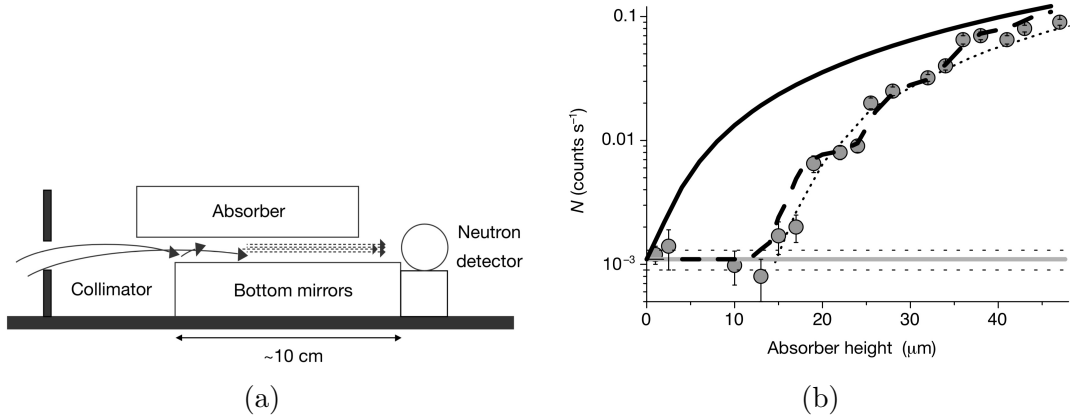 Absorber
Neutron
detector
Collimator
Bottom mirrors
~10 cm
(a)
0.1
0.01
10⁻³
N (counts s⁻¹)
0 10 20 30 40
Absorber height (μm)
(b)